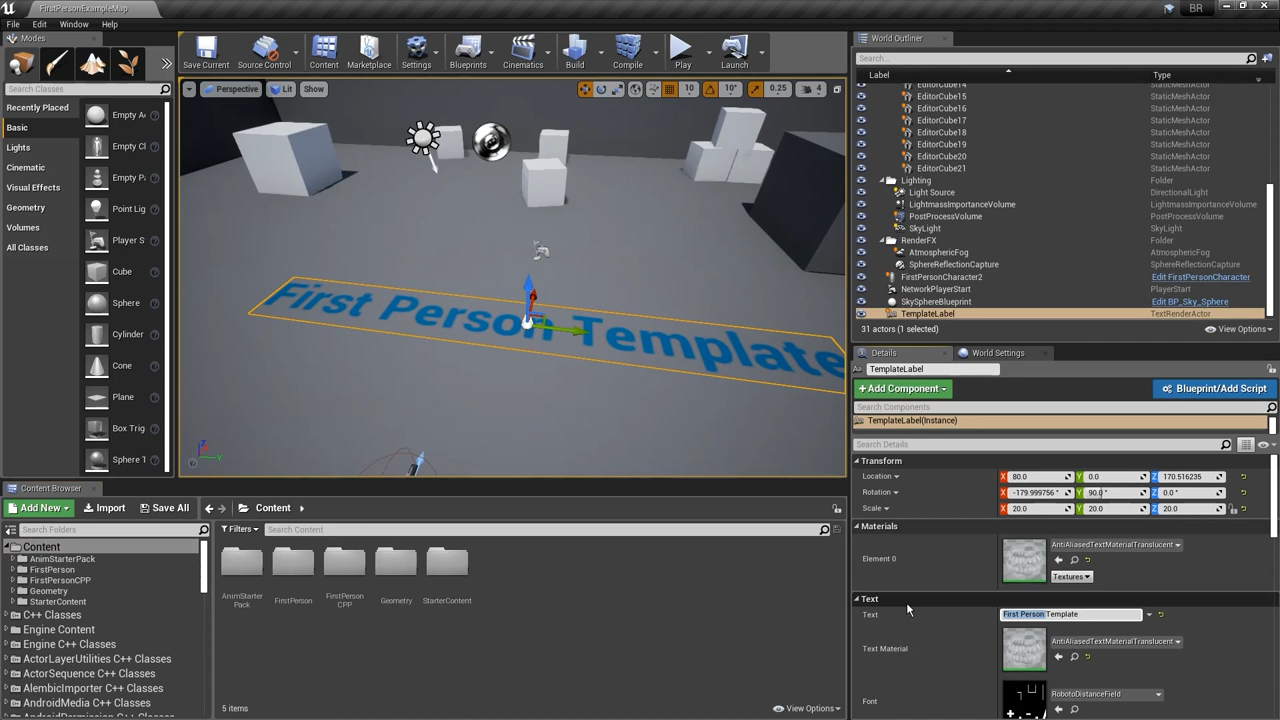 FirstPersonExampleMap
BR
File Edit Window Help
Modes
Search Classes
Recently Placed
Basic
Lights
Cinematic
Visual Effects
Geometry
Volumes
All Classes
Empty A
Empty Cl
Empty P
Point Lig
Player S
Cube
Sphere
Cylinder
Cone
Plane
Box Trig
Sphere T
Save Current
Source Control
Content
Marketplace
Settings
Blueprints
Cinematics
Build
Compile
Play
Launch
Perspective Lit Show
10 10° 0.25 4
First Person Template
Z
Y
World Outliner
Search...
Label Type
EditorCube14 StaticMeshActor
EditorCube15 StaticMeshActor
EditorCube16 StaticMeshActor
EditorCube17 StaticMeshActor
EditorCube18 StaticMeshActor
EditorCube19 StaticMeshActor
EditorCube20 StaticMeshActor
EditorCube21 StaticMeshActor
Lighting Folder
Light Source DirectionalLight
LightmassImportanceVolume LightmassImportanceVolume
PostProcessVolume PostProcessVolume
SkyLight SkyLight
RenderFX Folder
AtmosphericFog AtmosphericFog
SphereReflectionCapture SphereReflectionCapture
FirstPersonCharacter2 Edit FirstPersonCharacter
NetworkPlayerStart PlayerStart
SkySphereBlueprint Edit BP_Sky_Sphere
TemplateLabel TextRenderActor
31 actors (1 selected) View Options
Details World Settings
TemplateLabel
+Add Component Blueprint/Add Script
Search Components
TemplateLabel(Instance)
Search Details
Transform
Location X 80.0 Y 0.0 Z 170.516235
Rotation X -179.999756 ° Y 90.0 ° Z 0.0 °
Scale X 20.0 Y 20.0 Z 20.0
Materials
Element 0
AntiAliasedTextMaterialTranslucent
Textures
Text
Text First Person Template
Text Material
AntiAliasedTextMaterialTranslucent
Font
RobotoDistanceField
Content Browser
Add New Import Save All Content
Search Folders
Filters Search Content
Content
AnimStarterPack
FirstPerson
FirstPersonCPP
Geometry
StarterContent
C++ Classes
Engine Content
Engine C++ Classes
ActorLayerUtilities C++ Classes
ActorSequence C++ Classes
AlembicImporter C++ Classes
AndroidMedia C++ Classes
AndroidPermission C++ Classes
AnimStarter
Pack
FirstPerson
FirstPerson
CPP
Geometry
StarterContent
5 items View Options